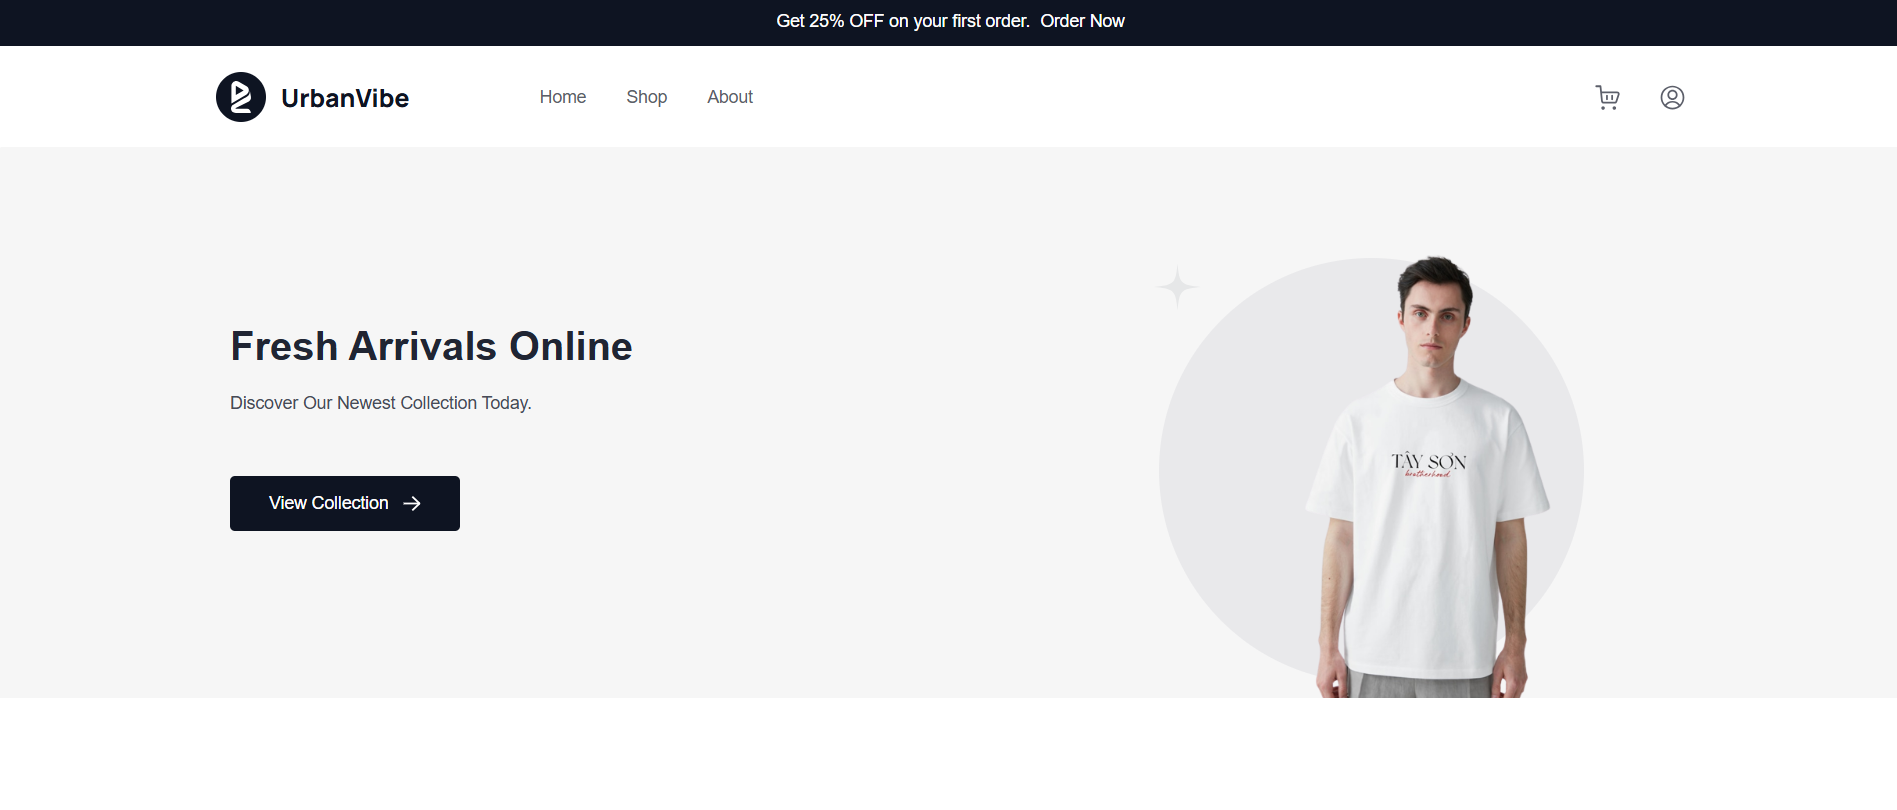 Get 25% OFF on your first order. Order Now
UrbanVibe
Home
Shop
About
Fresh Arrivals Online
Discover Our Newest Collection Today.
View Collection
TÂY SƠN
brotherhood